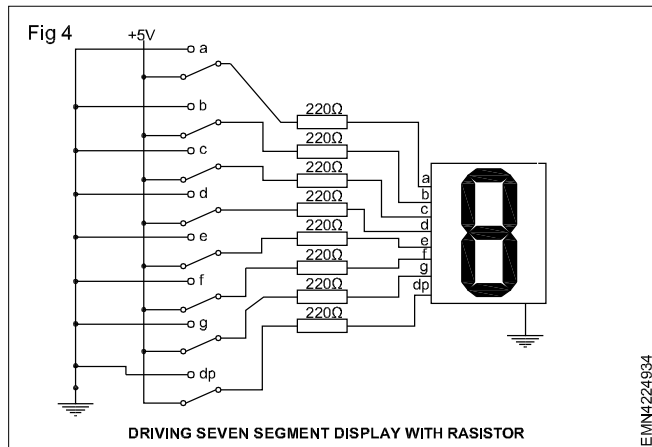 Fig 4
+5V
a
b
c
d
e
f
g
dp
220Ω
220Ω
220Ω
220Ω
220Ω
220Ω
220Ω
220Ω
a
b
c
d
e
f
g
dp
DRIVING SEVEN SEGMENT DISPLAY WITH RASISTOR
EMN4224934